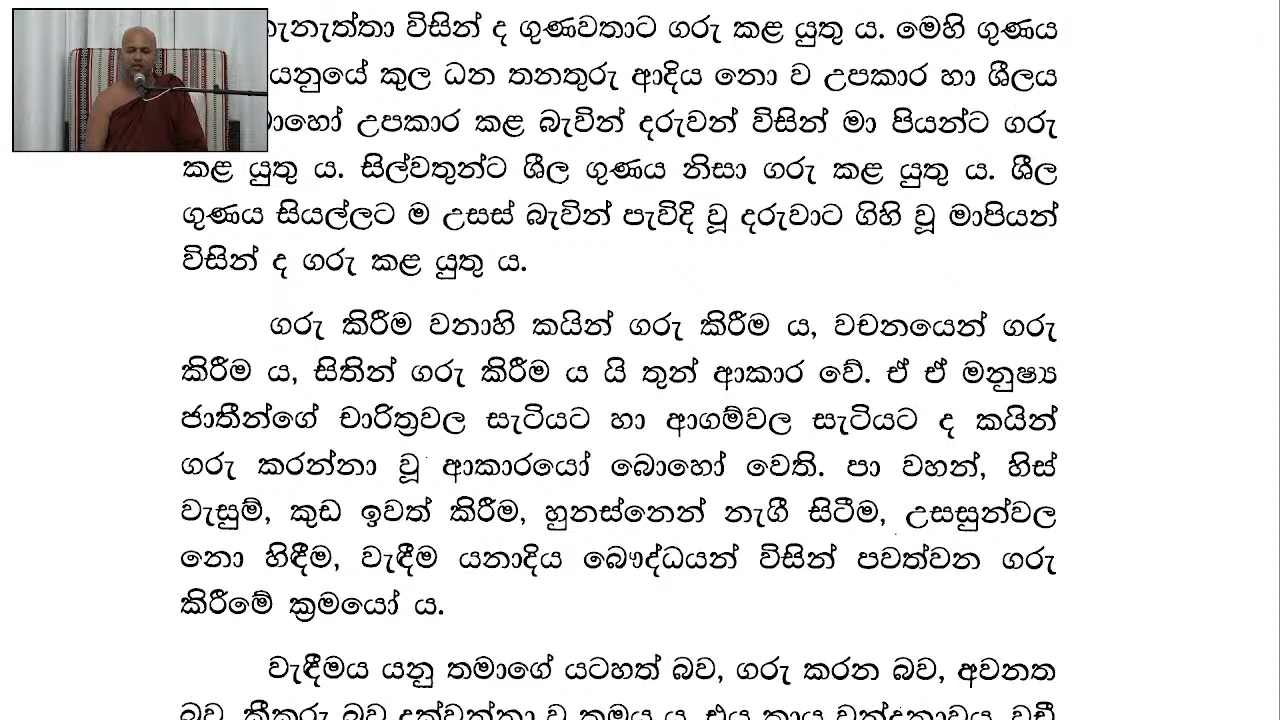 විසින් ද ගුණවතාට ගරු කළ යුතු ය. මෙහි ගුණය
යනුයේ කුල ධන තනතුරු ආදිය නො ව උපකාර හා ශීලය
උපකාර කළ බැවින් දරුවන් විසින් මා පියන්ට ගරු
කළ යුතු ය. සිල්වතුන්ට ශීල ගුණය නිසා ගරු කළ යුතු ය. ශීල
ගුණය සියල්ලට ම උසස් බැවින් පැවිදි වූ දරුවාට ගිහි වූ මාපියන්
විසින් ද ගරු කළ යුතු ය.
ගරු කිරීම වනාහි කයින් ගරු කිරීම ය, වචනයෙන් ගරු
කිරීම ය, සිතින් ගරු කිරීම ය යි තුන් ආකාර වේ. ඒ ඒ මනුෂ්‍ය
ජාතීන්ගේ චාරිත්‍රවල සැටියට හා ආගම්වල සැටියට ද කයින්
ගරු කරන්නා වූ ආකාරයෝ බොහෝ වෙති. පා වහන්, හිස්
වැසුම්, කුඩ ඉවත් කිරීම, හුනස්නෙන් නැගී සිටීම, උසසුන්වල
නො හිඳීම, වැඳීම යනාදිය බෞද්ධයන් විසින් පවත්වන ගරු
කිරීමේ ක්‍රමයෝ ය.
වැඳීමය යනු තමාගේ යටහත් බව, ගරු කරන බව, අවනත